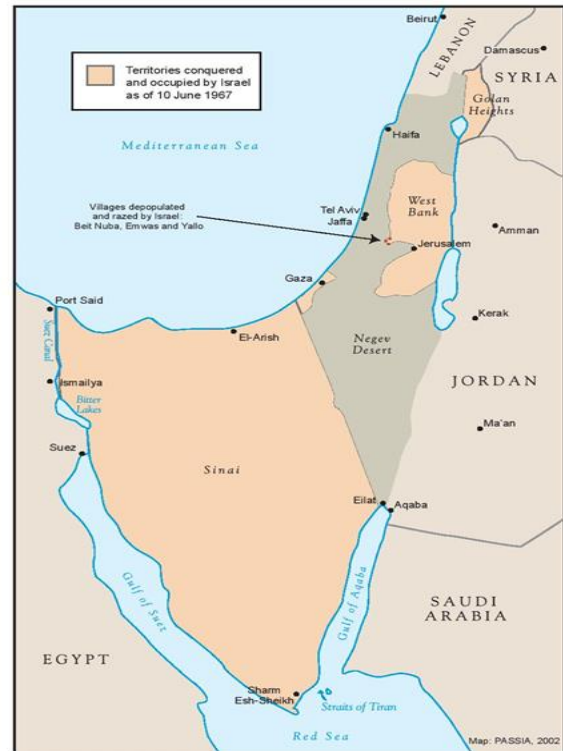 Beirut
LEBANON
Damascus
SYRIA
Territories conquered
and occupied by Israel
as of 10 June 1967
Golan
Heights
Haifa
Mediterranean Sea
West
Bank
Villages depopulated
and razed by Israel:
Beit Nuba, Emwas and Yallo
Tel Aviv
Jaffa
Amman
Jerusalem
Gaza
Port Said
Kerak
El-Arish
Negev
Desert
Suez Canal
Ismailya
JORDAN
Bitter
Lakes
Ma'an
Suez
Sinai
Eilat
Aqaba
Gulf of Suez
Gulf of Aqaba
SAUDI
ARABIA
EGYPT
Sharm
Esh-Sheikh
Straits of Tiran
Red Sea
Map: PASSIA, 2002